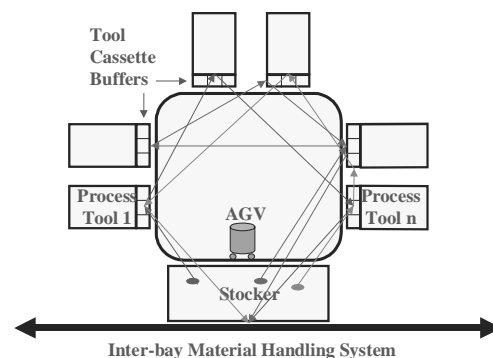 Tool
Cassette
Buffers
Process
Tool 1
AGV
Process
Tool n
Stocker
Inter-bay Material Handling System